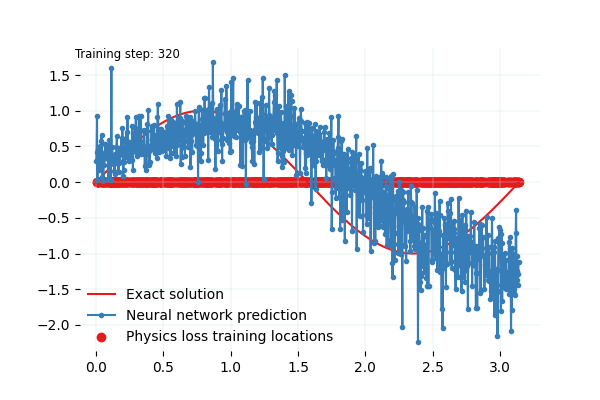 Training step: 320
1.5
1.0
0.5
0.0
−0.5
−1.0
−1.5
−2.0
Exact solution
Neural network prediction
Physics loss training locations
0.0 0.5 1.0 1.5 2.0 2.5 3.0